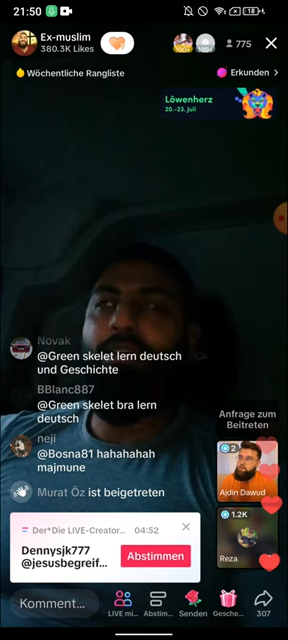 21:50
Ex-muslim
380.3K Likes
300+
100+
775
Wöchentliche Rangliste
Erkunden
Löwenherz
20.-23. Juli
Novak
@Green skelet lern deutsch
und Geschichte
BBlanc887
@Green skelet bra lern
deutsch
neji
@Bosna81 hahahahah
majmune
Murat Öz ist beigetreten
Anfrage zum
Beitreten
2
Ajdin Dawud
1.2K
Reza
Der*Die LIVE-Creator...
04:52
Dennysjk777
@jesusbegreif...
Abstimmen
Komment...
LIVE mi...
Abstim...
Senden
Gesche...
307